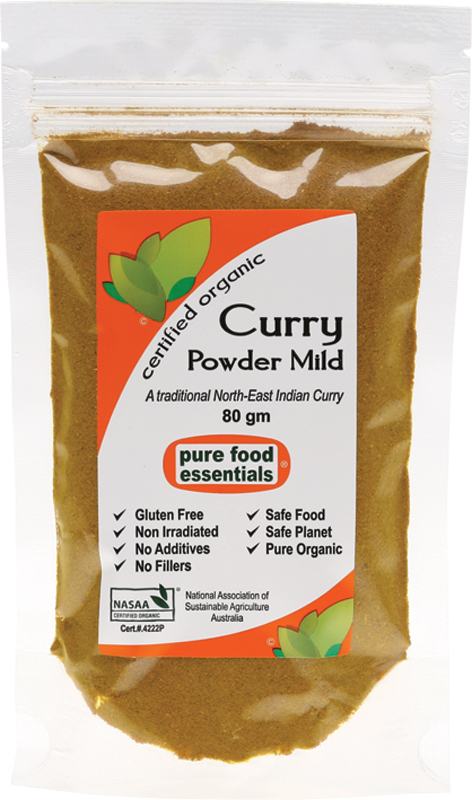 certified organic
Curry
Powder Mild
A traditional North-East Indian Curry
80 gm
pure food
essentials®
✓ Gluten Free
✓ Non Irradiated
✓ No Additives
✓ No Fillers
✓ Safe Food
✓ Safe Planet
✓ Pure Organic
NASAA®
CERTIFIED ORGANIC
Cert.#.4222P
National Association of
Sustainable Agriculture
Australia
©
©